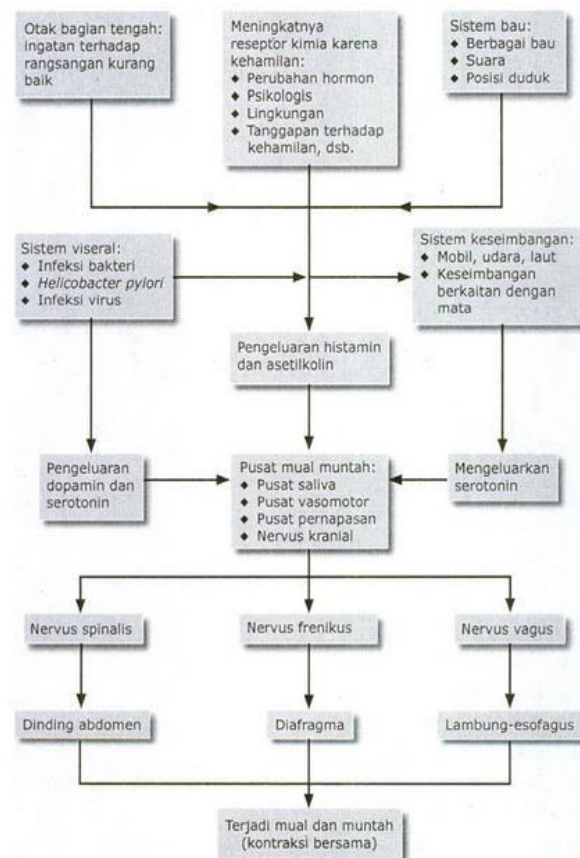 Otak bagian tengah:
ingatan terhadap
rangsangan kurang
baik
Meningkatnya
reseptor kimia karena
kehamilan:
◆ Perubahan hormon
◆ Psikologis
◆ Lingkungan
◆ Tanggapan terhadap
kehamilan, dsb.
Sistem bau:
◆ Berbagai bau
◆ Suara
◆ Posisi duduk
Sistem viseral:
◆ Infeksi bakteri
◆ Helicobacter pylori
◆ Infeksi virus
Sistem keseimbangan:
◆ Mobil, udara, laut
◆ Keseimbangan
berkaitan dengan
mata
Pengeluaran histamin
dan asetilkolin
Pengeluaran
dopamin dan
serotonin
Pusat mual muntah:
◆ Pusat saliva
◆ Pusat vasomotor
◆ Pusat pernapasan
◆ Nervus kranial
Mengeluarkan
serotonin
Nervus spinalis
Nervus frenikus
Nervus vagus
Dinding abdomen
Diafragma
Lambung-esofagus
Terjadi mual dan muntah
(kontraksi bersama)